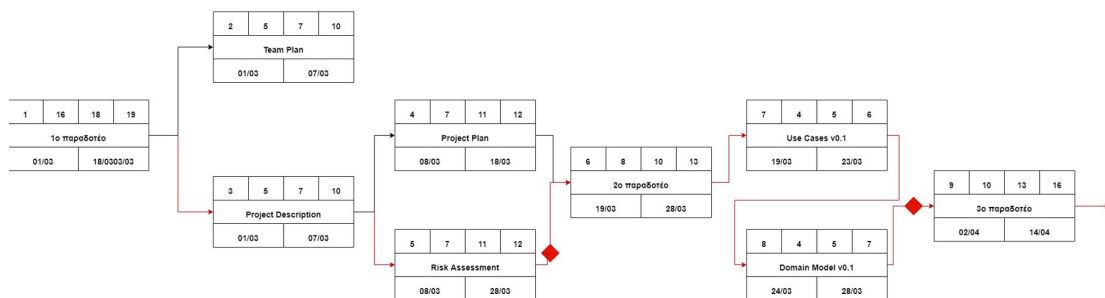 2 5 7 10
Team Plan
01/03 07/03
1 16 18 19
1ο παραδοτέο
01/03 18/0303/03
3 5 7 10
Project Description
01/03 07/03
4 7 11 12
Project Plan
08/03 18/03
5 7 11 12
Risk Assessment
08/03 28/03
6 8 10 13
2ο παραδοτέο
19/03 28/03
7 4 5 6
Use Cases v0.1
19/03 23/03
8 4 5 7
Domain Model v0.1
24/03 28/03
9 10 13 16
3ο παραδοτέο
02/04 14/04